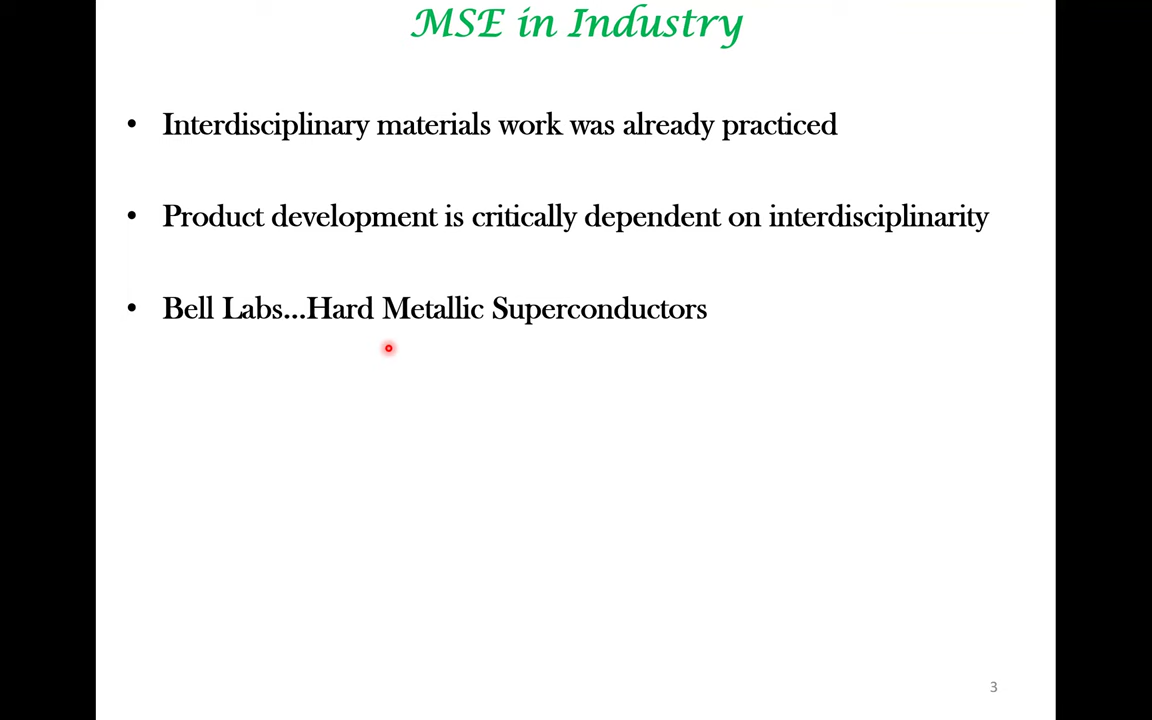 MSE in Industry
• Interdisciplinary materials work was already practiced
• Product development is critically dependent on interdisciplinarity
• Bell Labs...Hard Metallic Superconductors
3